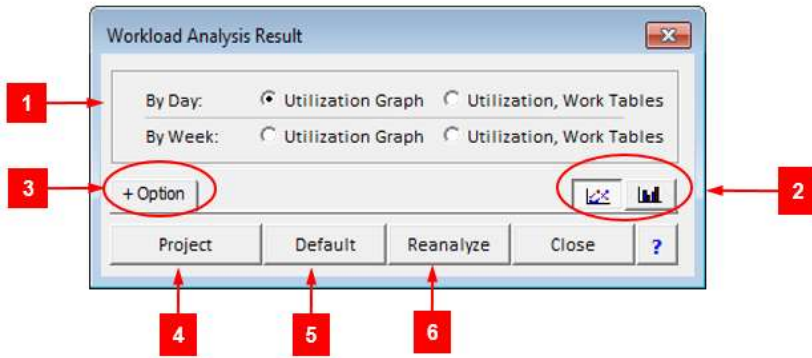 Workload Analysis Result
1
By Day: Utilization Graph Utilization, Work Tables
By Week: Utilization Graph Utilization, Work Tables
3
+ Option
2
Project Default Reanalyze Close ?
4 5 6